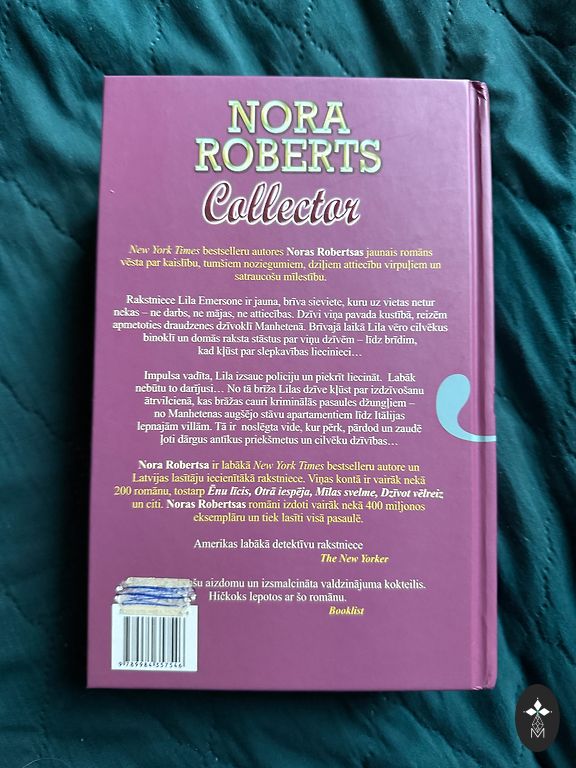 NORA
ROBERTS
Collector
New York Times bestselleru autores Noras Robertsas jaunais romāns
vēsta par kaislību, tumšiem noziegumiem, dziļiem attiecību virpuļiem un
satraucošu mīlestību.
Rakstniece Lila Emersone ir jauna, brīva sieviete, kuru uz vietas netur
nekas – ne darbs, ne mājas, ne attiecības. Dzīvi viņa pavada kustībā, reizēm
apmetoties draudzenes dzīvoklī Manhetenā. Brīvajā laikā Lila vēro cilvēkus
binoklī un domās raksta stāstus par viņu dzīvēm – līdz brīdim,
kad kļūst par slepkavības liecinieci…
Impulsa vadīta, Lila izsauc policiju un piekrīt liecināt. Labāk
nebūtu to darījusi… No tā brīža Lilas dzīve kļūst par izdzīvošanu
ātrvilcienā, kas brāžas cauri kriminālās pasaules džungļiem –
no Manhetenas augšējo stāvu apartamentiem līdz Itālijas
lepnajām villām. Tā ir noslēgta vide, kur pērk, pārdod un zaudē
ļoti dārgus antīkus priekšmetus un cilvēku dzīvības…
Nora Robertsa ir labākā New York Times bestselleru autore un
Latvijas lasītāju iecienītākā rakstniece. Viņas kontā ir vairāk nekā
200 romānu, tostarp Ēnu līcis, Otrā iespēja, Mīlas svelme, Dzīvot vēlreiz
un citi. Noras Robertsas romāni izdoti vairāk nekā 400 miljonos
eksemplāru un tiek lasīti visā pasaulē.
Amerikas labākā detektīvu rakstniece
The New Yorker
šu aizdomu un izsmalcināta valdzinājuma kokteilis.
Hičkoks lepotos ar šo romānu.
Booklist
9789984357546
M